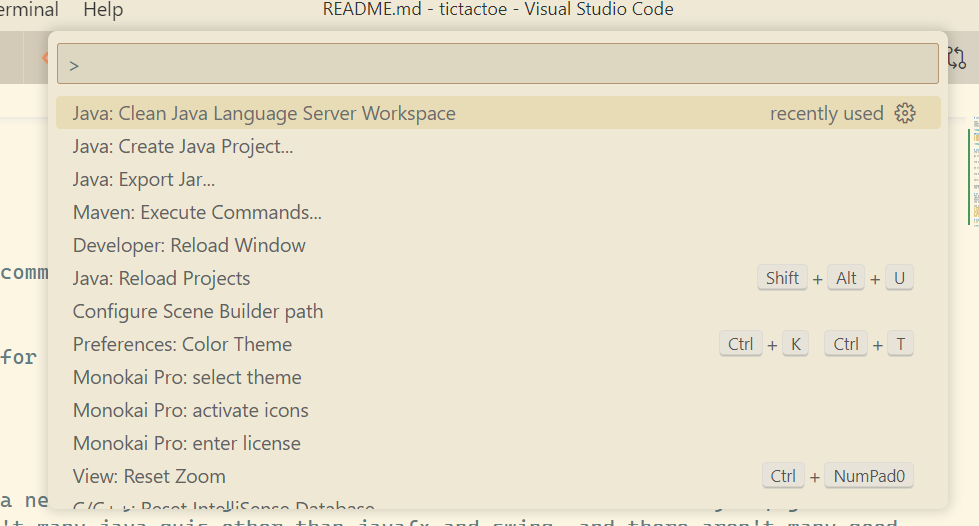 erminal Help README.md - tictactoe - Visual Studio Code
>
Java: Clean Java Language Server Workspace recently used
Java: Create Java Project...
Java: Export Jar...
Maven: Execute Commands...
Developer: Reload Window
comm
Java: Reload Projects Shift + Alt + U
Configure Scene Builder path
for
Preferences: Color Theme Ctrl + K Ctrl + T
Monokai Pro: select theme
Monokai Pro: activate icons
Monokai Pro: enter license
View: Reset Zoom Ctrl + NumPad0
a ne
C/C++: Reset IntelliSense Database
't many java guis other than javafx and swing, and there aren't many good